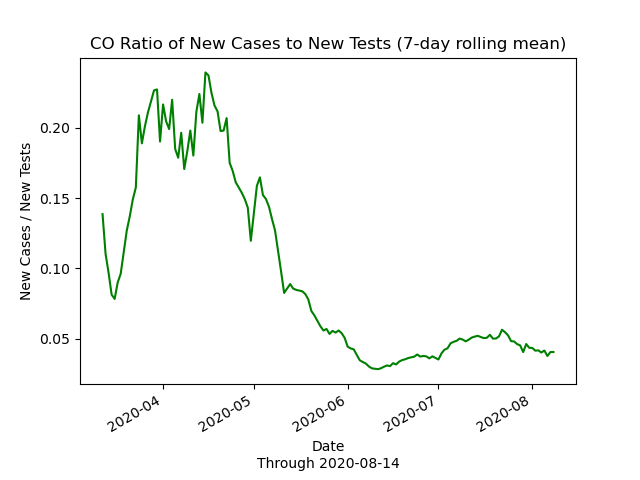 CO Ratio of New Cases to New Tests (7-day rolling mean)
New Cases / New Tests
0.20
0.15
0.10
0.05
2020-04
2020-05
2020-06
2020-07
2020-08
Date
Through 2020-08-14